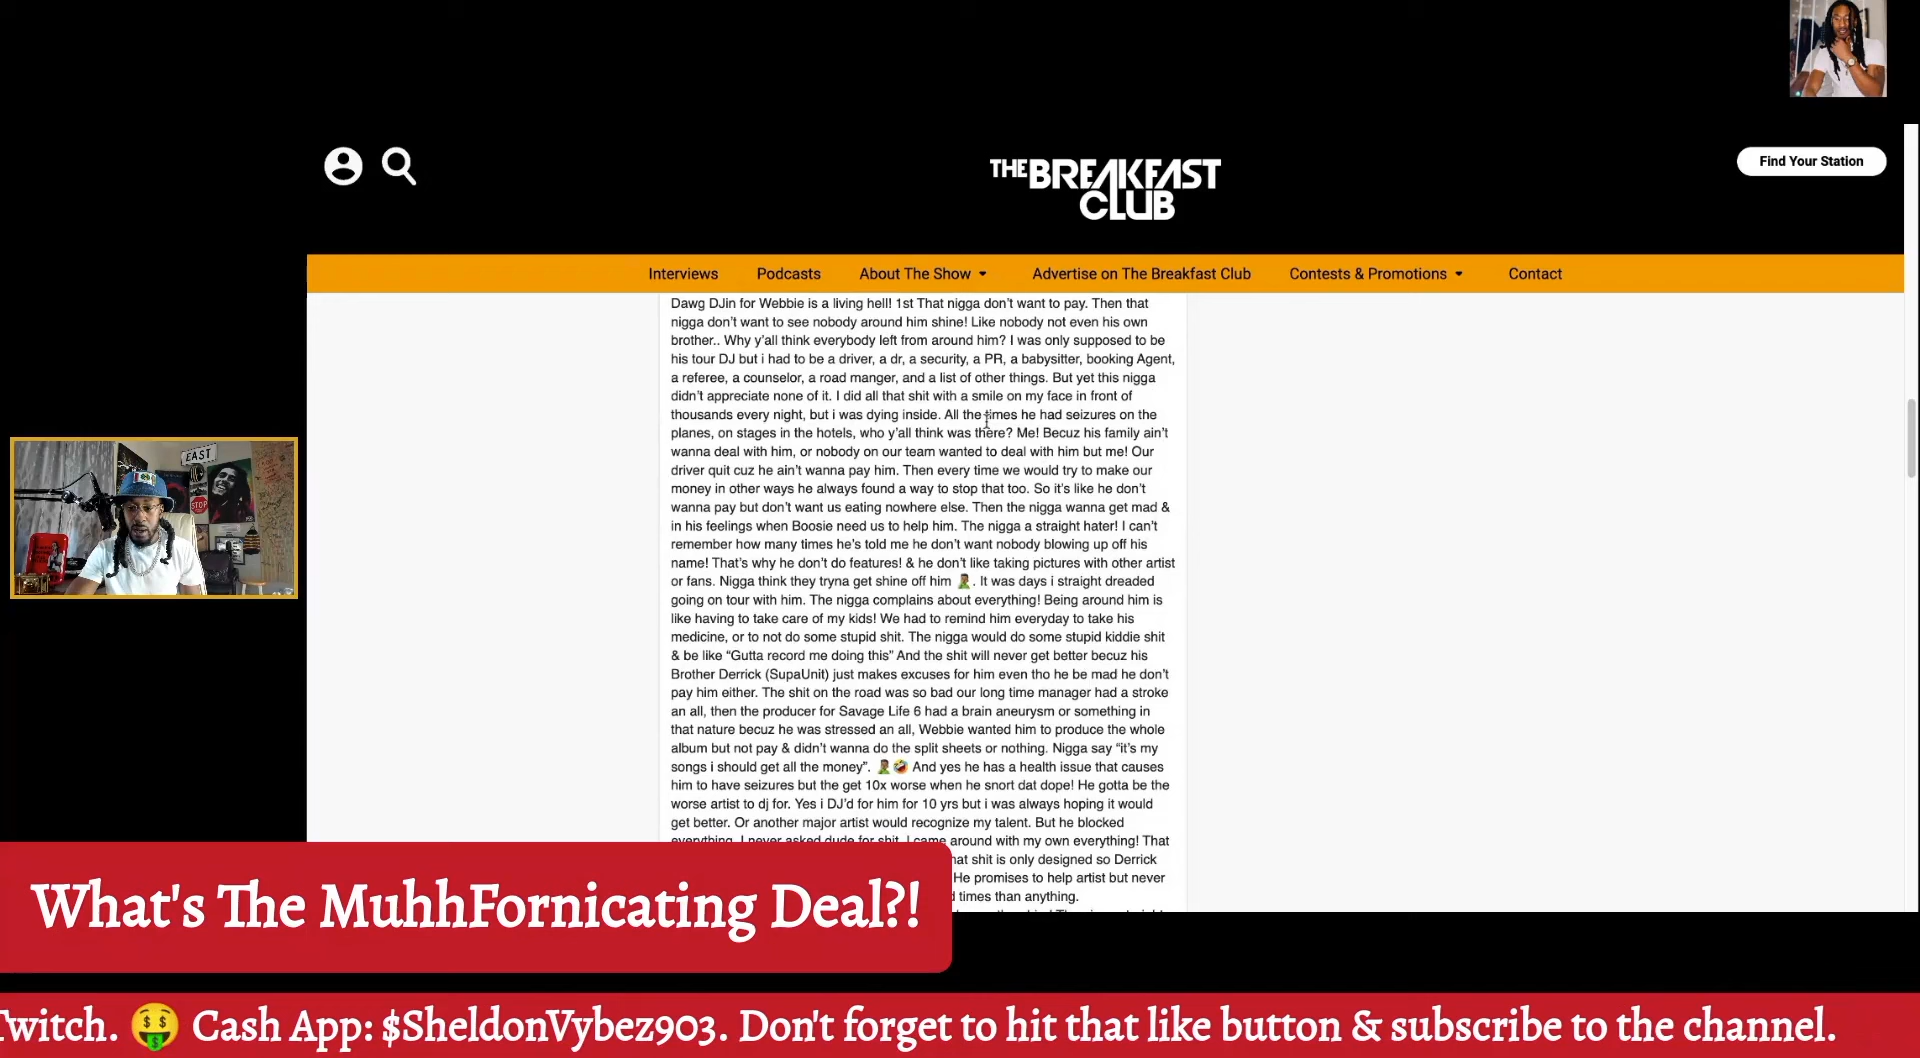 THE BREAKFAST
CLUB
Find Your Station
Interviews Podcasts About The Show Advertise on The Breakfast Club Contests & Promotions Contact
Dawg DJin for Webbie is a living hell! 1st That nigga don’t want to pay. Then that
nigga don’t want to see nobody around him shine! Like nobody not even his own
brother.. Why y’all think everybody left from around him? I was only supposed to be
his tour DJ but i had to be a driver, a dr, a security, a PR, a babysitter, booking Agent,
a referee, a counselor, a road manger, and a list of other things. But yet this nigga
didn’t appreciate none of it. I did all that shit with a smile on my face in front of
thousands every night, but i was dying inside. All the times he had seizures on the
planes, on stages in the hotels, who y’all think was there? Me! Becuz his family ain’t
wanna deal with him, or nobody on our team wanted to deal with him but me! Our
driver quit cuz he ain’t wanna pay him. Then every time we would try to make our
money in other ways he always found a way to stop that too. So it’s like he don’t
wanna pay but don’t want us eating nowhere else. Then the nigga wanna get mad &
in his feelings when Boosie need us to help him. The nigga a straight hater! I can’t
remember how many times he’s told me he don’t want nobody blowing up off his
name! That’s why he don’t do features! & he don’t like taking pictures with other artist
or fans. Nigga think they tryna get shine off him 🤦🏾‍♂️. It was days i straight dreaded
going on tour with him. The nigga complains about everything! Being around him is
like having to take care of my kids! We had to remind him everyday to take his
medicine, or to not do some stupid shit. The nigga would do some stupid kiddie shit
& be like “Gutta record me doing this” And the shit will never get better becuz his
Brother Derrick (SupaUnit) just makes excuses for him even tho he be mad he don’t
pay him either. The shit on the road was so bad our long time manager had a stroke
an all, then the producer for Savage Life 6 had a brain aneurysm or something in
that nature becuz he was stressed an all, Webbie wanted him to produce the whole
album but not pay & didn’t wanna do the split sheets or nothing. Nigga say “it’s my
songs i should get all the money”. 🤦🏾‍♂️🤣 And yes he has a health issue that causes
him to have seizures but the get 10x worse when he snort dat dope! He gotta be the
worse artist to dj for. Yes i DJ’d for him for 10 yrs but i was always hoping it would
get better. Or another major artist would recognize my talent. But he blocked
everything. I never asked dude for shit. I came around with my own everything! That
hat shit is only designed so Derrick
He promises to help artist but never
times than anything.
EAST
STOP
What's The MuhhFornicating Deal?!
Twitch. 🤑 Cash App: $SheldonVybez903. Don't forget to hit that like button & subscribe to the channel.